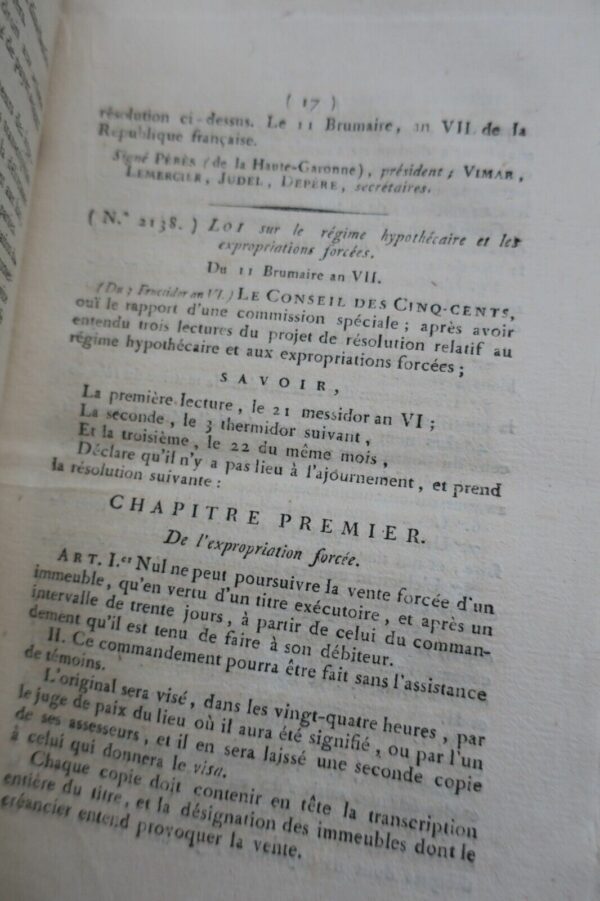 ( 17 )
résolution ci-dessus. Le 11 Brumaire, an VII de la
République française.
Signé PÉRÈS (de la Haute-Garonne), président; VIMAR,
LEMERCIER, JUDEL, DEPERE, secrétaires.
( N.° 2138. ) LOI sur le régime hypothécaire et les
expropriations forcées.
Du 11 Brumaire an VII.
(Du 7 Fructidor an VI.) LE CONSEIL DES CINQ-CENTS,
ouï le rapport d'une commission spéciale; après avoir
entendu trois lectures du projet de résolution relatif au
régime hypothécaire et aux expropriations forcées;
SAVOIR,
La première lecture, le 21 messidor an VI;
La seconde, le 3 thermidor suivant,
Et la troisième, le 22 du même mois,
Déclare qu'il n'y a pas lieu à l'ajournement, et prend
la résolution suivante:
CHAPITRE PREMIER.
De l'expropriation forcée.
ART. I.er Nul ne peut poursuivre la vente forcée d'un
immeuble, qu'en vertu d'un titre exécutoire, et après un
intervalle de trente jours, à partir de celui du comman-
dement qu'il est tenu de faire à son débiteur.
II. Ce commandement pourra être fait sans l'assistance
de témoins.
L'original sera visé, dans les vingt-quatre heures, par
le juge de paix du lieu où il aura été signifié, ou par l'un
de ses assesseurs, et il en sera laissé une seconde copie
à celui qui donnera le visa.
Chaque copie doit contenir en tête la transcription
entière du titre, et la désignation des immeubles dont le
créancier entend provoquer la vente.